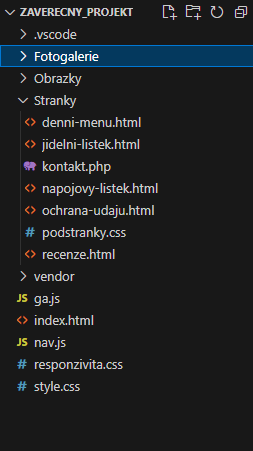 ZAVERECNY_PROJEKT
.vscode
Fotogalerie
Obrazky
Stranky
<> denni-menu.html
<> jidelni-listek.html
kontakt.php
<> napojovy-listek.html
<> ochrana-udaju.html
# podstranky.css
<> recenze.html
vendor
JS ga.js
<> index.html
JS nav.js
# responzivita.css
# style.css